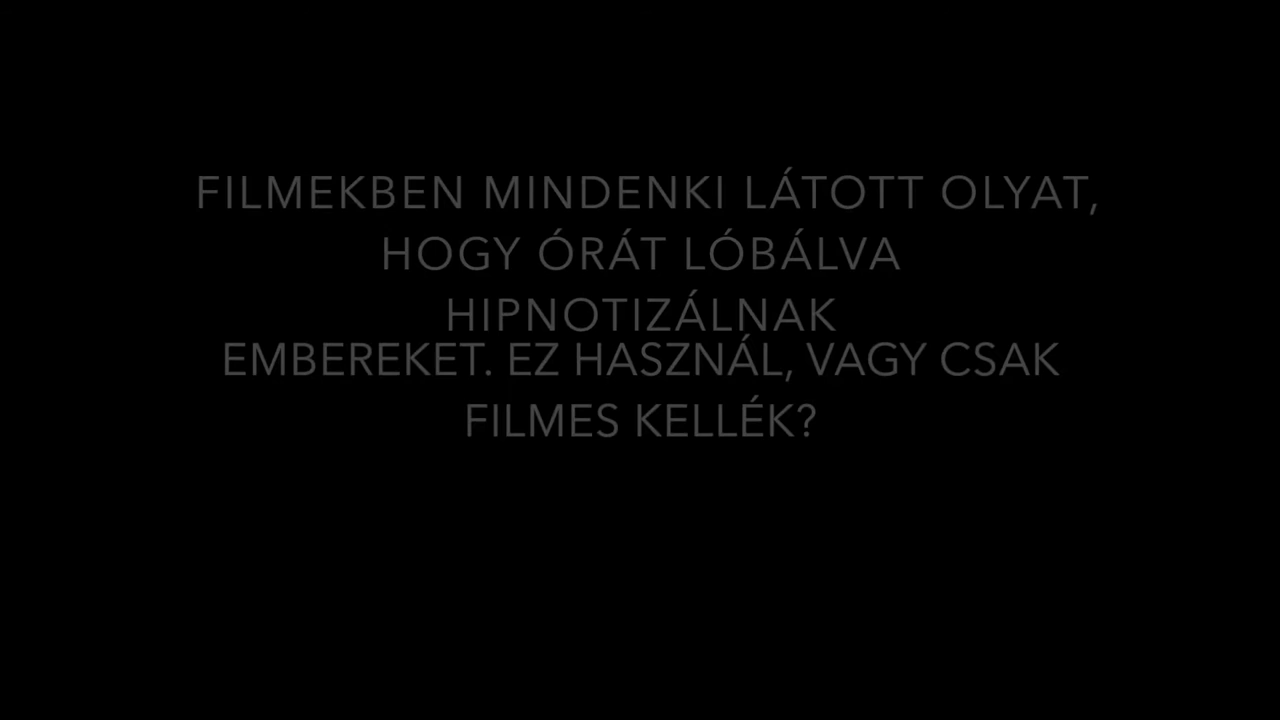 FILMEKBEN MINDENKI LÁTOTT OLYAT,
HOGY ÓRÁT LÓBÁLVA
HIPNOTIZÁLNAK
EMBEREKET. EZ HASZNÁL, VAGY CSAK
FILMES KELLÉK?